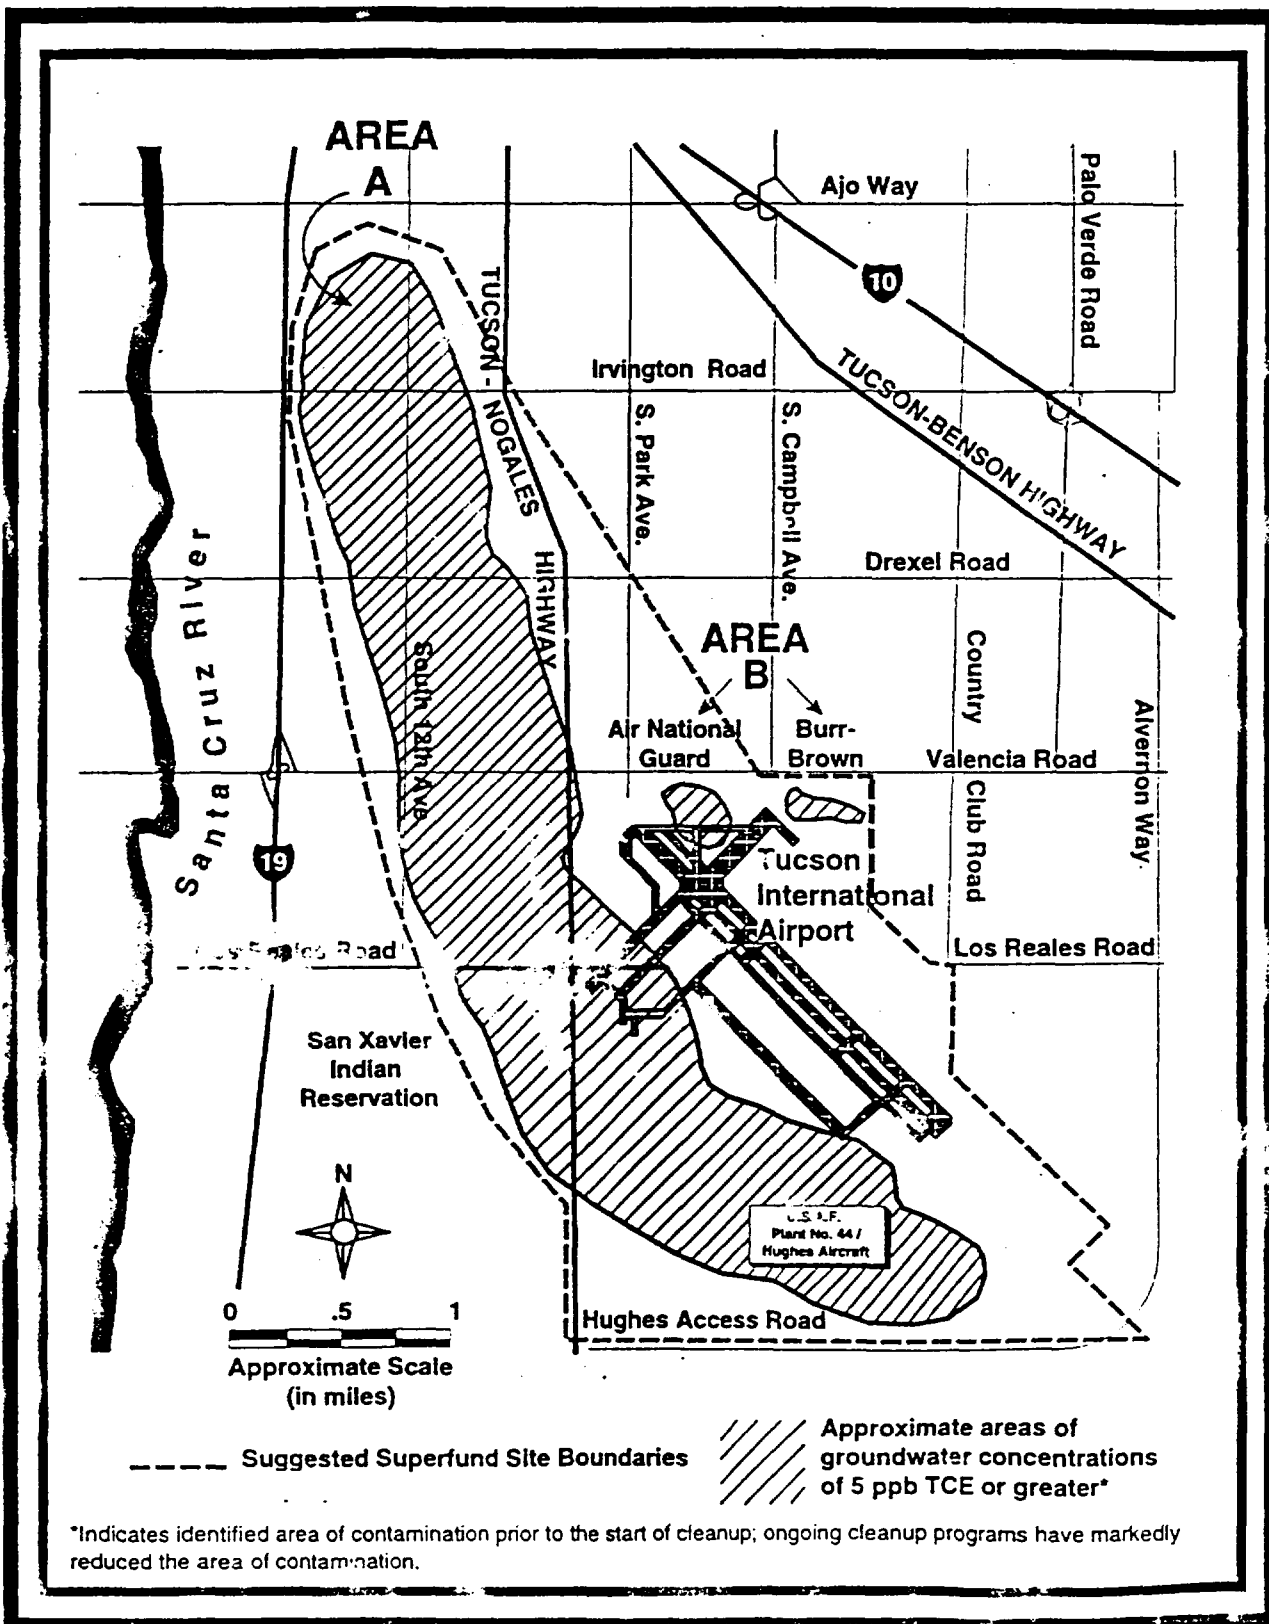 AREA
A
Ajo Way
Palo Verde Road
10
TUCSON - NOGALES HIGHWAY
Irvington Road
TUCSON-BENSON HIGHWAY
S. Park Ave.
S. Campbell Ave.
Drexel Road
Santa Cruz River
South 12th Ave
AREA
B
Air National
Guard
Burr-
Brown
Valencia Road
Country Club Road
Alvernon Way
19
Tucson
International
Airport
Los Reales Road
Los Reales Road
San Xavier
Indian
Reservation
N
U.S. A.F.
Plant No. 44 /
Hughes Aircraft
0 .5 1
Approximate Scale
(in miles)
Hughes Access Road
Suggested Superfund Site Boundaries
Approximate areas of
groundwater concentrations
of 5 ppb TCE or greater*
*Indicates identified area of contamination prior to the start of cleanup; ongoing cleanup programs have markedly
reduced the area of contamination.